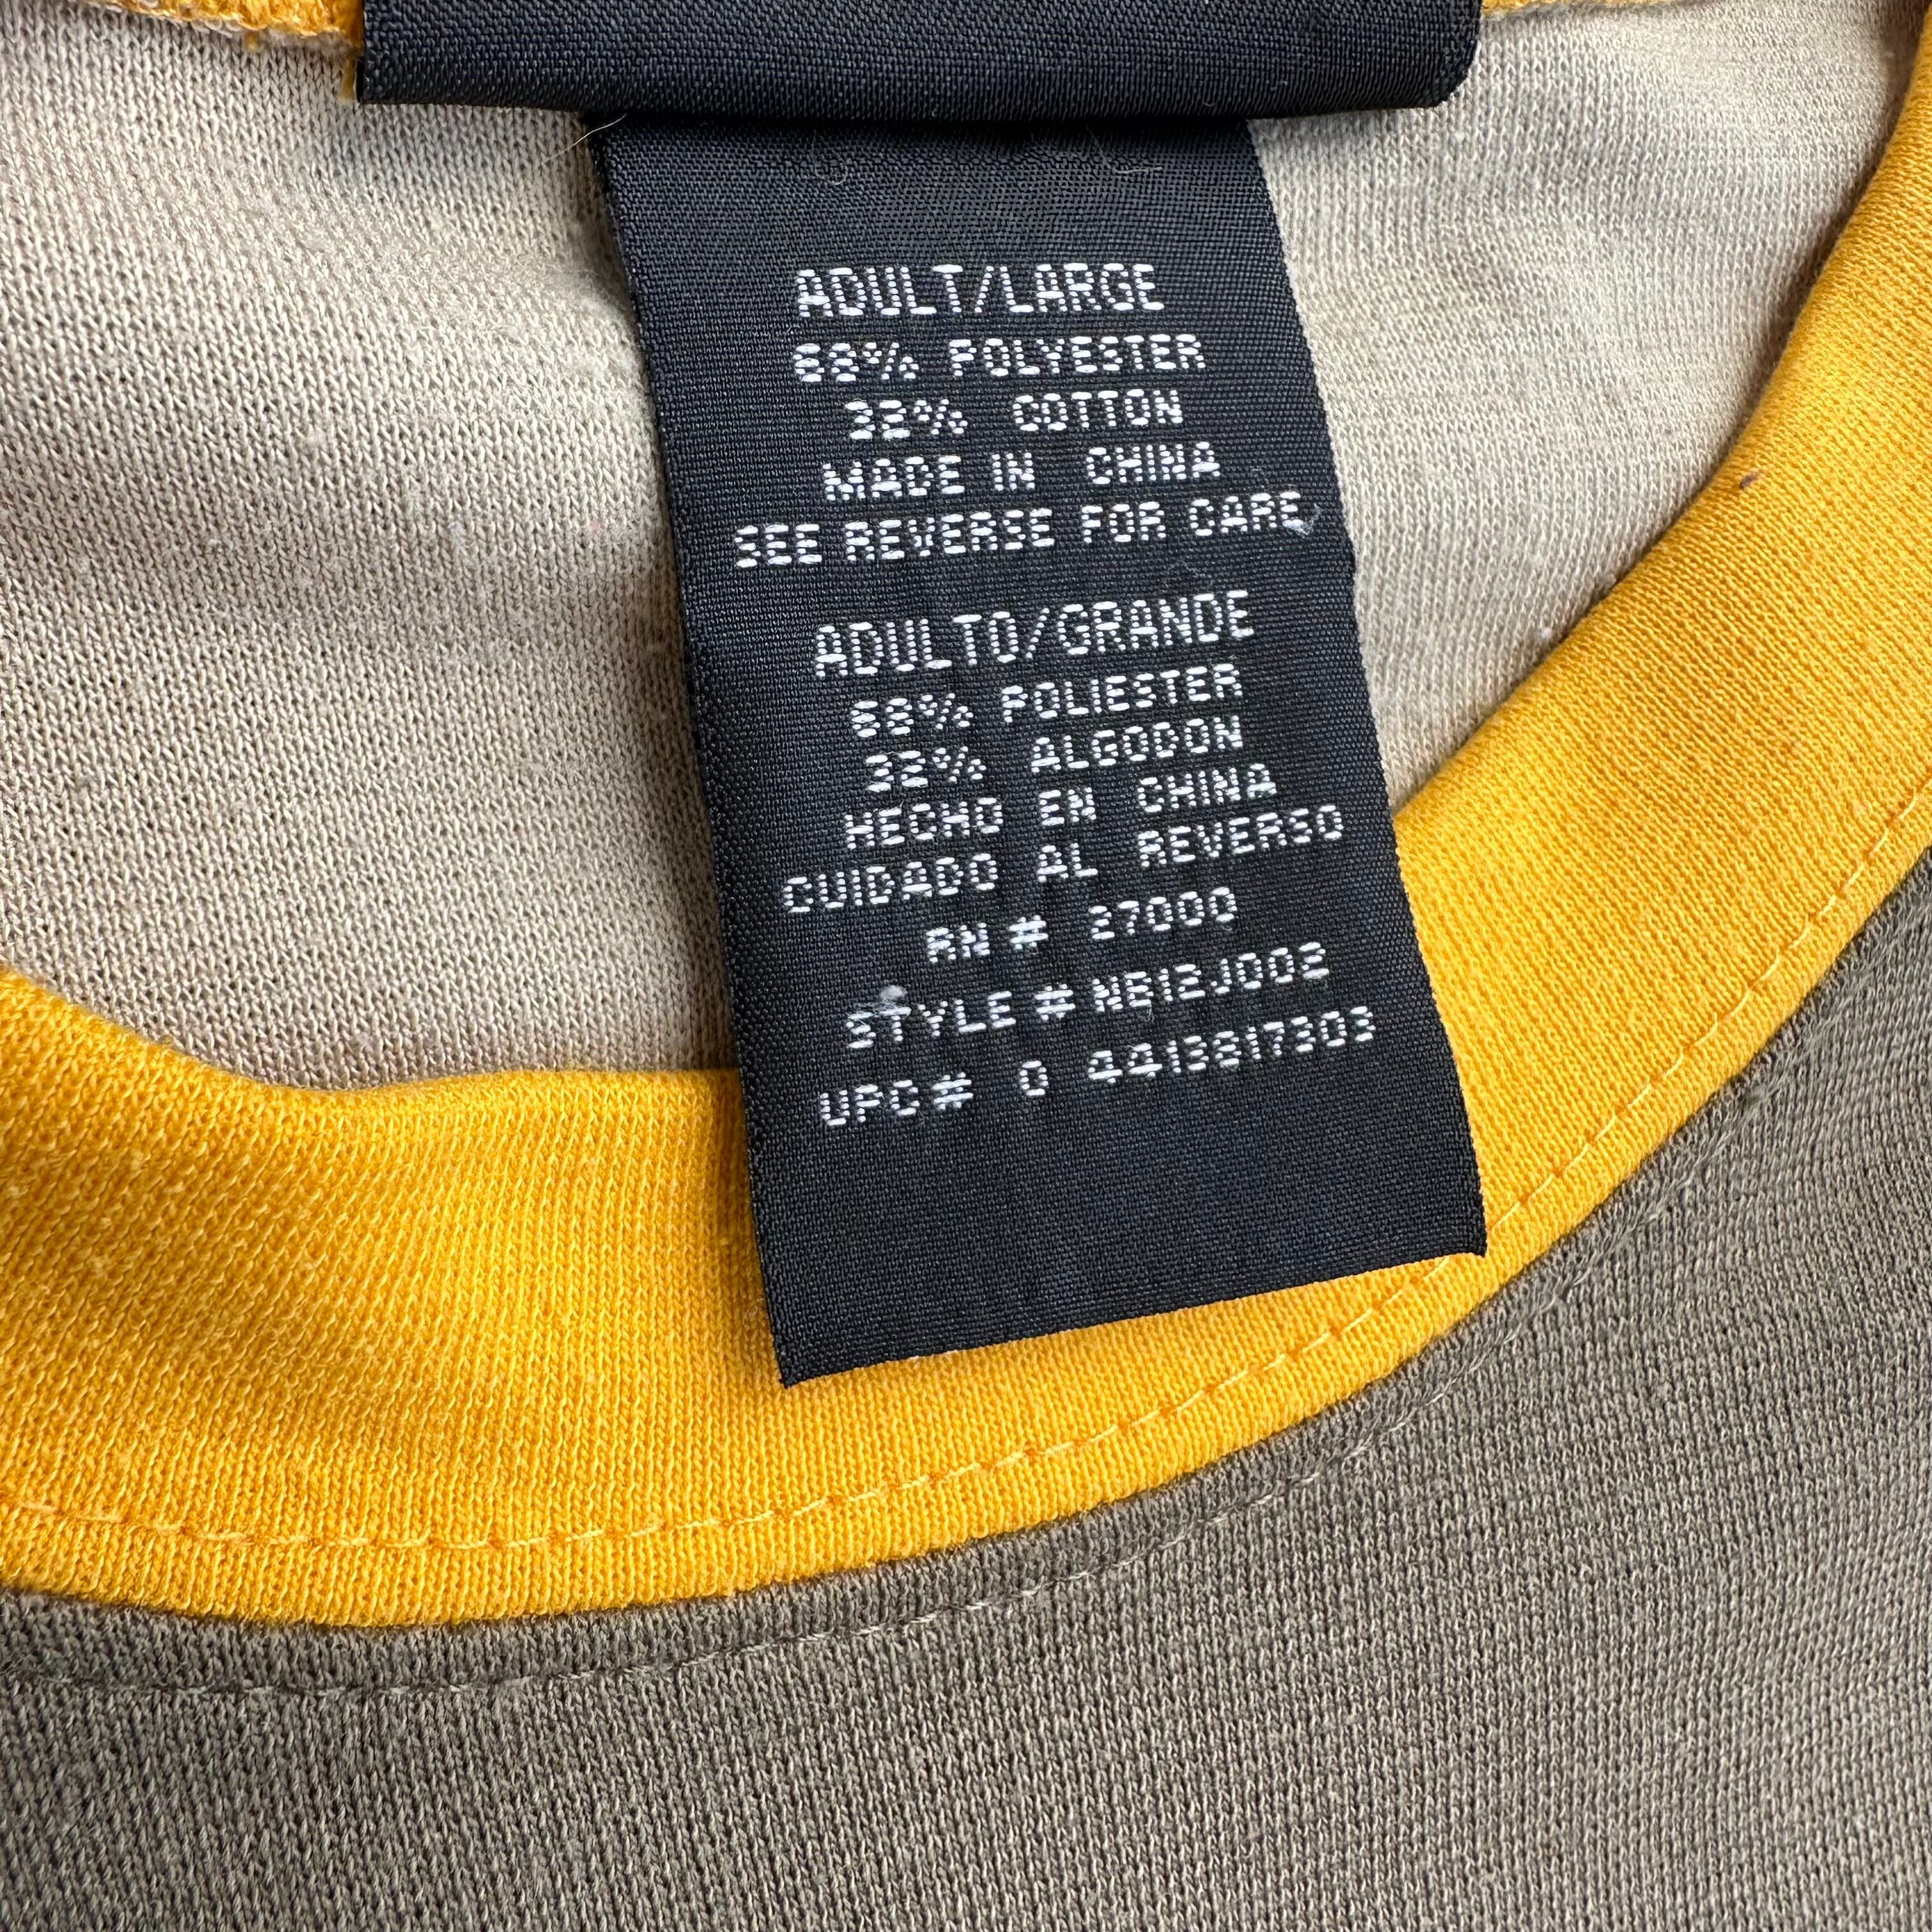 ADULT/LARGE
68% POLYESTER
32% COTTON
MADE IN CHINA
SEE REVERSE FOR CARE
ADULTO/GRANDE
68% POLIESTER
32% ALGODON
HECHO EN CHINA
CUIDADO AL REVERSO
RN # 27000
STYLE # NB12J002
UPC # 0 4413817303